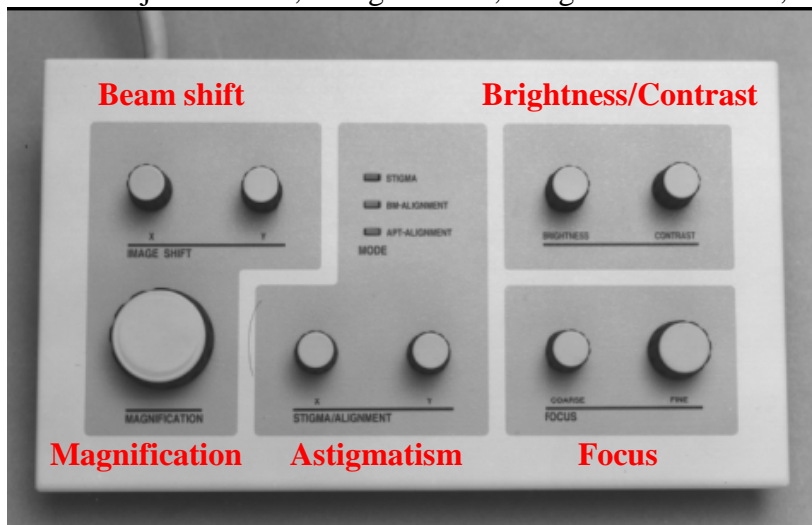 Beam shift
Brightness/Contrast
STIGMA
BM-ALIGNMENT
APT-ALIGNMENT
MODE
X Y
IMAGE SHIFT
BRIGHTNESS CONTRAST
MAGNIFICATION
X Y
STIGMA/ALIGNMENT
COARSE FINE
FOCUS
Magnification
Astigmatism
Focus